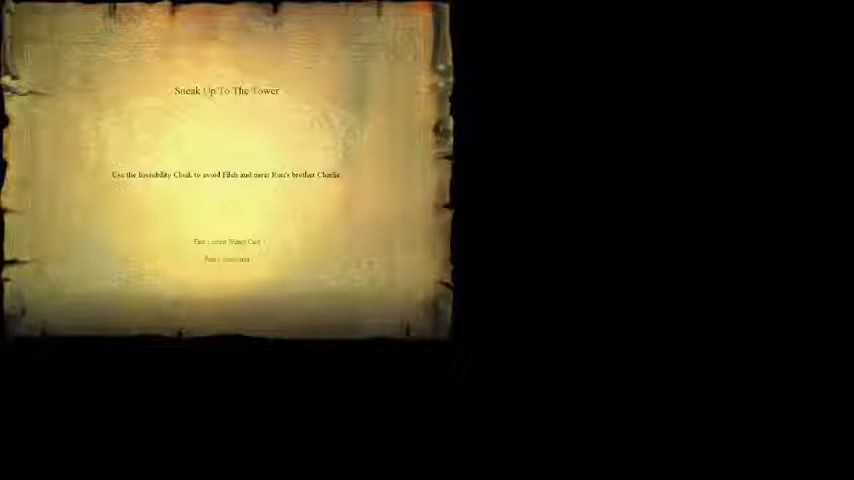 Sneak Up To The Tower
Use the Invisibility Cloak to avoid Filch and meet Ron's brother Charlie